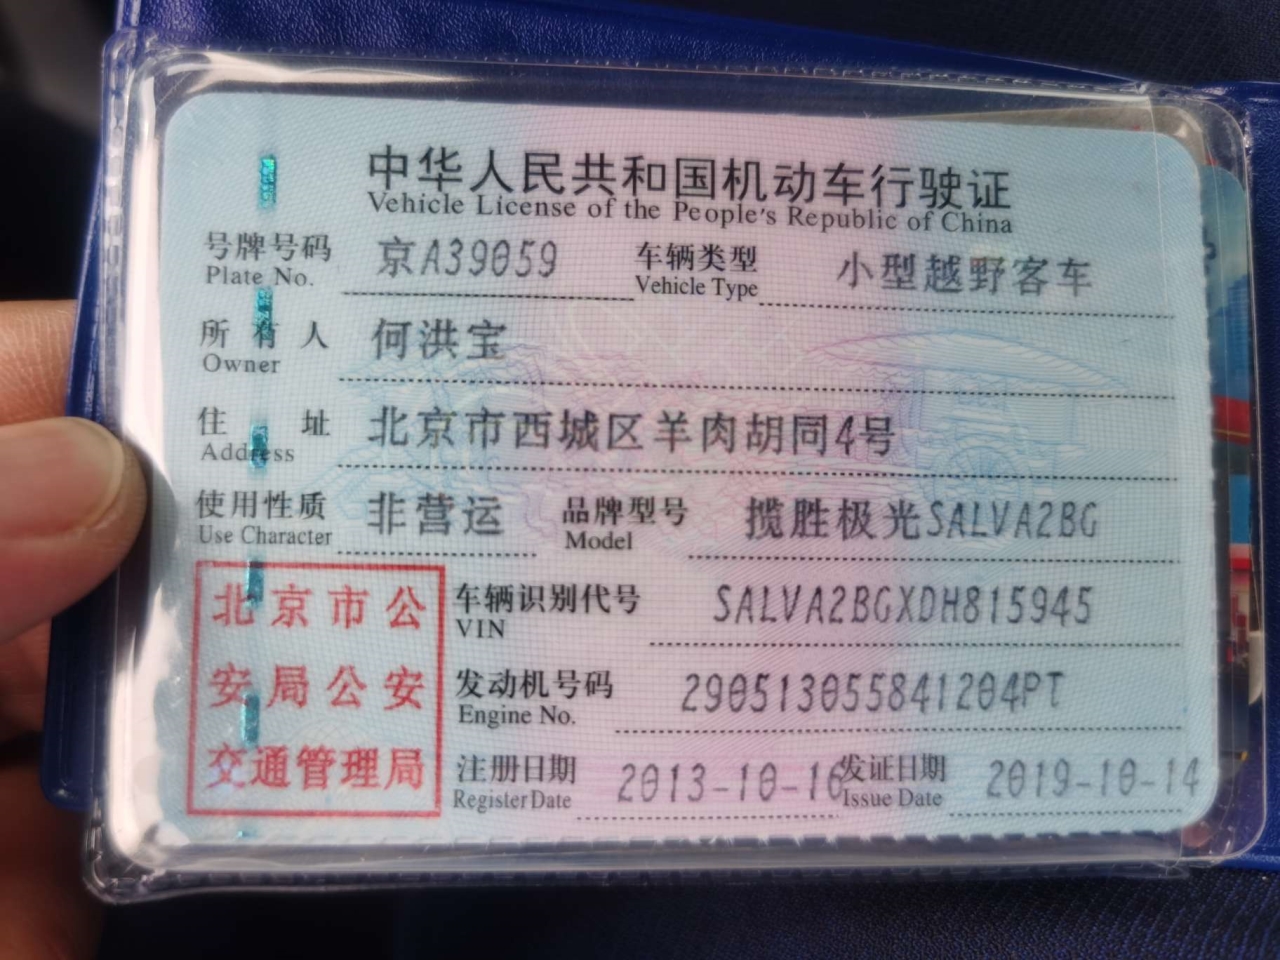 中华人民共和国机动车行驶证
Vehicle License of the People's Republic of China
号牌号码 京A39059 车辆类型 小型越野客车
Plate No. Vehicle Type
所有人 何洪宝
Owner
住址 北京市西城区羊肉胡同4号
Address
使用性质 非营运 品牌型号 揽胜极光SALVA2BG
Use Character Model
北京市公
安局公安
交通管理局
车辆识别代号 SALVA2BGXDH815945
VIN
发动机号码 290513055841204PT
Engine No.
注册日期 2013-10-16 发证日期 2019-10-14
Register Date Issue Date